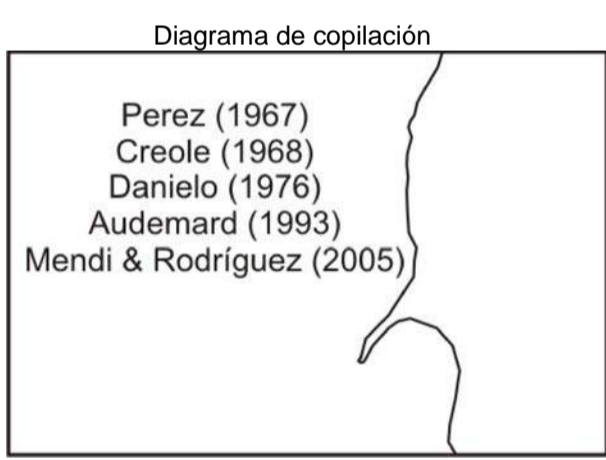 Diagrama de copilación
Perez (1967)
Creole (1968)
Danielo (1976)
Audemard (1993)
Mendi & Rodríguez (2005)